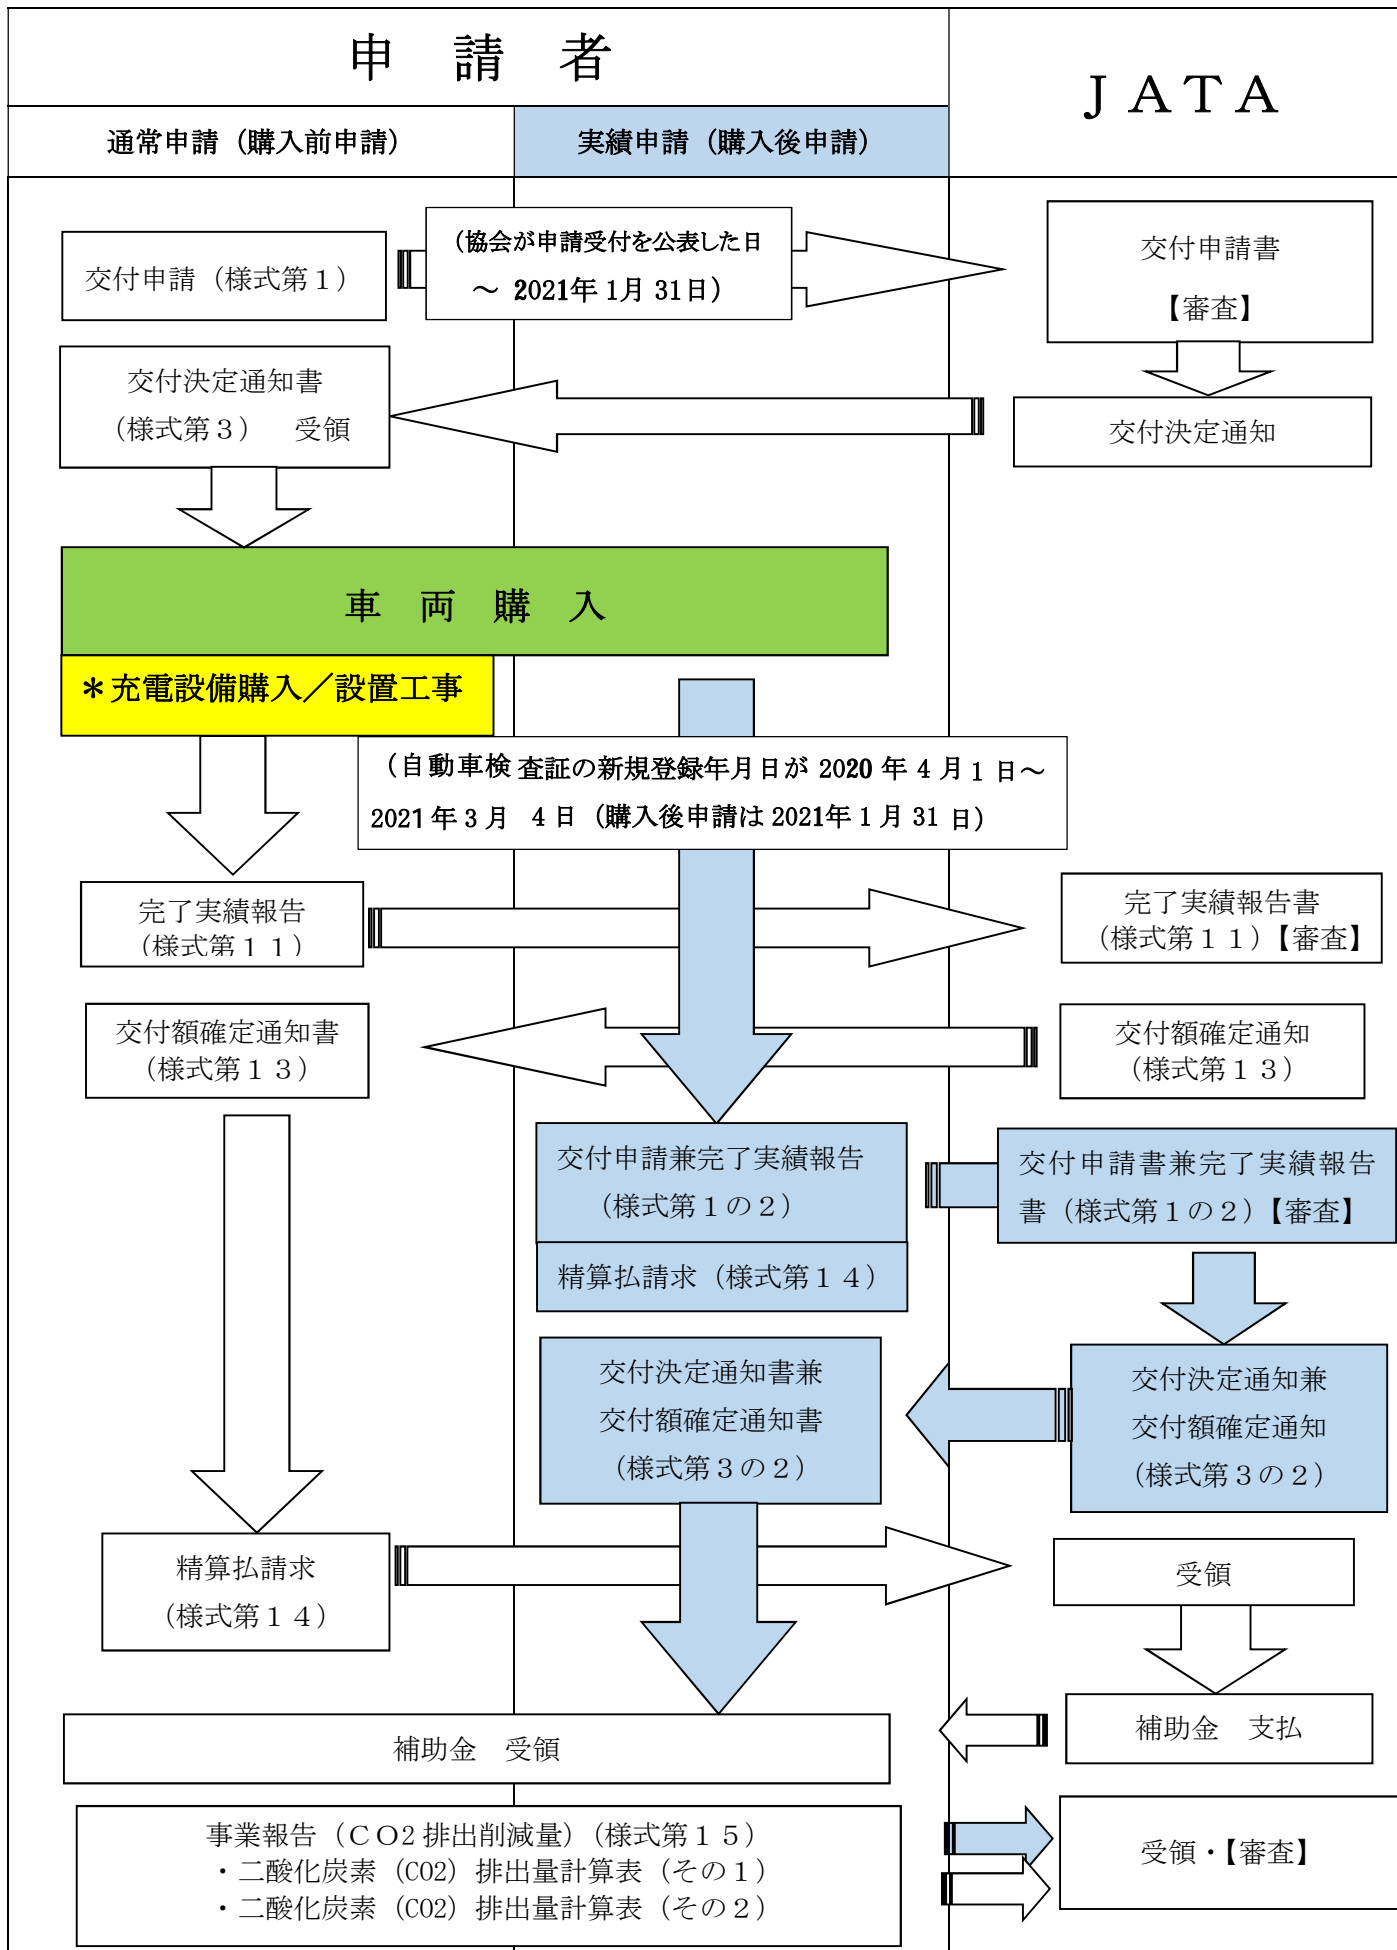 申　請　者
ＪＡＴＡ
通常申請（購入前申請）
実績申請（購入後申請）
交付申請（様式第１）
（協会が申請受付を公表した日
～ 2021年 1月 31日）
交付申請書
【審査】
交付決定通知書
（様式第３）　受領
交付決定通知
車　両　購　入
＊充電設備購入／設置工事
（自動車検 査証の新規登録年月日が 2020 年 4 月 1 日～
2021 年 3 月　4 日（購入後申請は 2021年 1 月 31 日）
完了実績報告
（様式第１１）
完了実績報告書
（様式第１１）【審査】
交付額確定通知書
（様式第１３）
交付額確定通知
（様式第１３）
交付申請兼完了実績報告
（様式第１の２）
交付申請書兼完了実績報告
書（様式第１の２）【審査】
精算払請求（様式第１４）
交付決定通知書兼
交付額確定通知書
（様式第３の２）
交付決定通知兼
交付額確定通知
（様式第３の２）
精算払請求
（様式第１４）
受領
補助金　支払
補助金　受領
事業報告（ＣＯ2 排出削減量）（様式第１５）
・二酸化炭素（CO2）排出量計算表（その１）
・二酸化炭素（CO2）排出量計算表（その２）
受領・【審査】